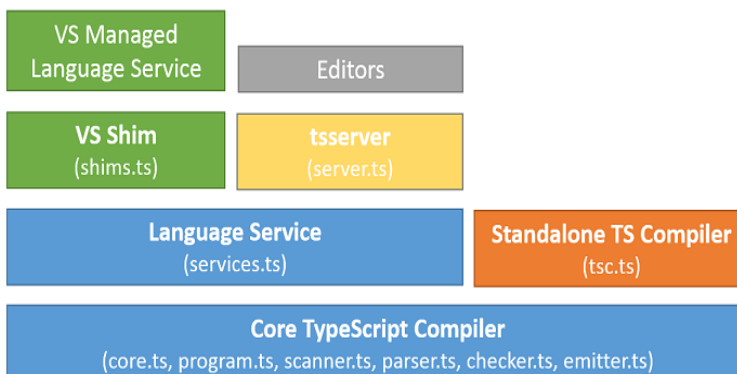 VS Managed
Language Service
Editors
VS Shim
(shims.ts)
tsserver
(server.ts)
Language Service
(services.ts)
Standalone TS Compiler
(tsc.ts)
Core TypeScript Compiler
(core.ts, program.ts, scanner.ts, parser.ts, checker.ts, emitter.ts)